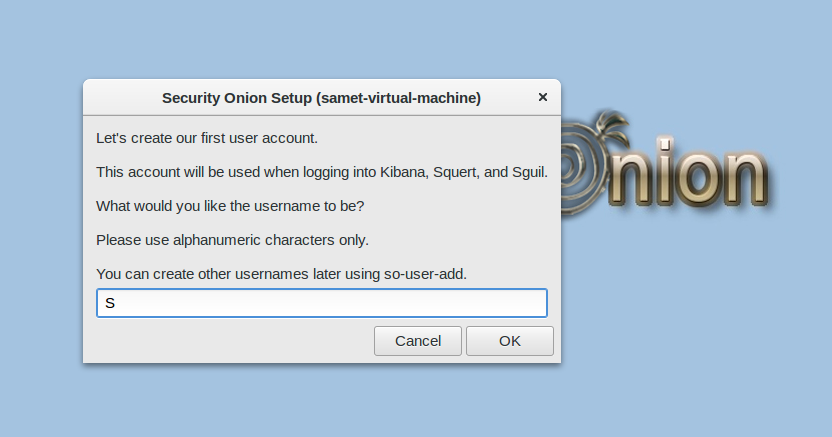 Security Onion Setup (samet-virtual-machine)
Let's create our first user account.
This account will be used when logging into Kibana, Squert, and Sguil.
What would you like the username to be?
Please use alphanumeric characters only.
You can create other usernames later using so-user-add.
S
Cancel OK
nion